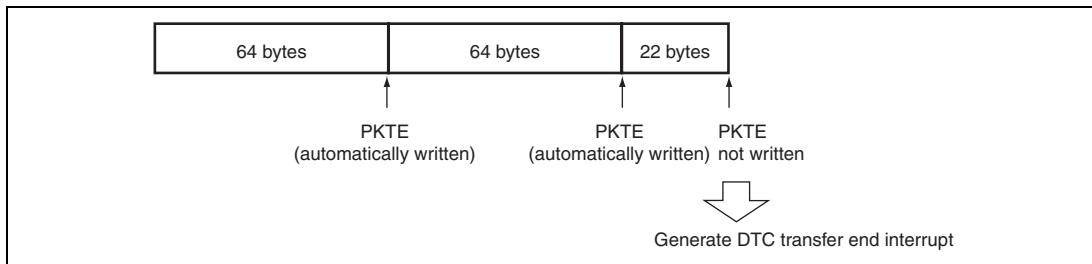 64 bytes 64 bytes 22 bytes
PKTE PKTE PKTE
(automatically written) (automatically written) not written
Generate DTC transfer end interrupt